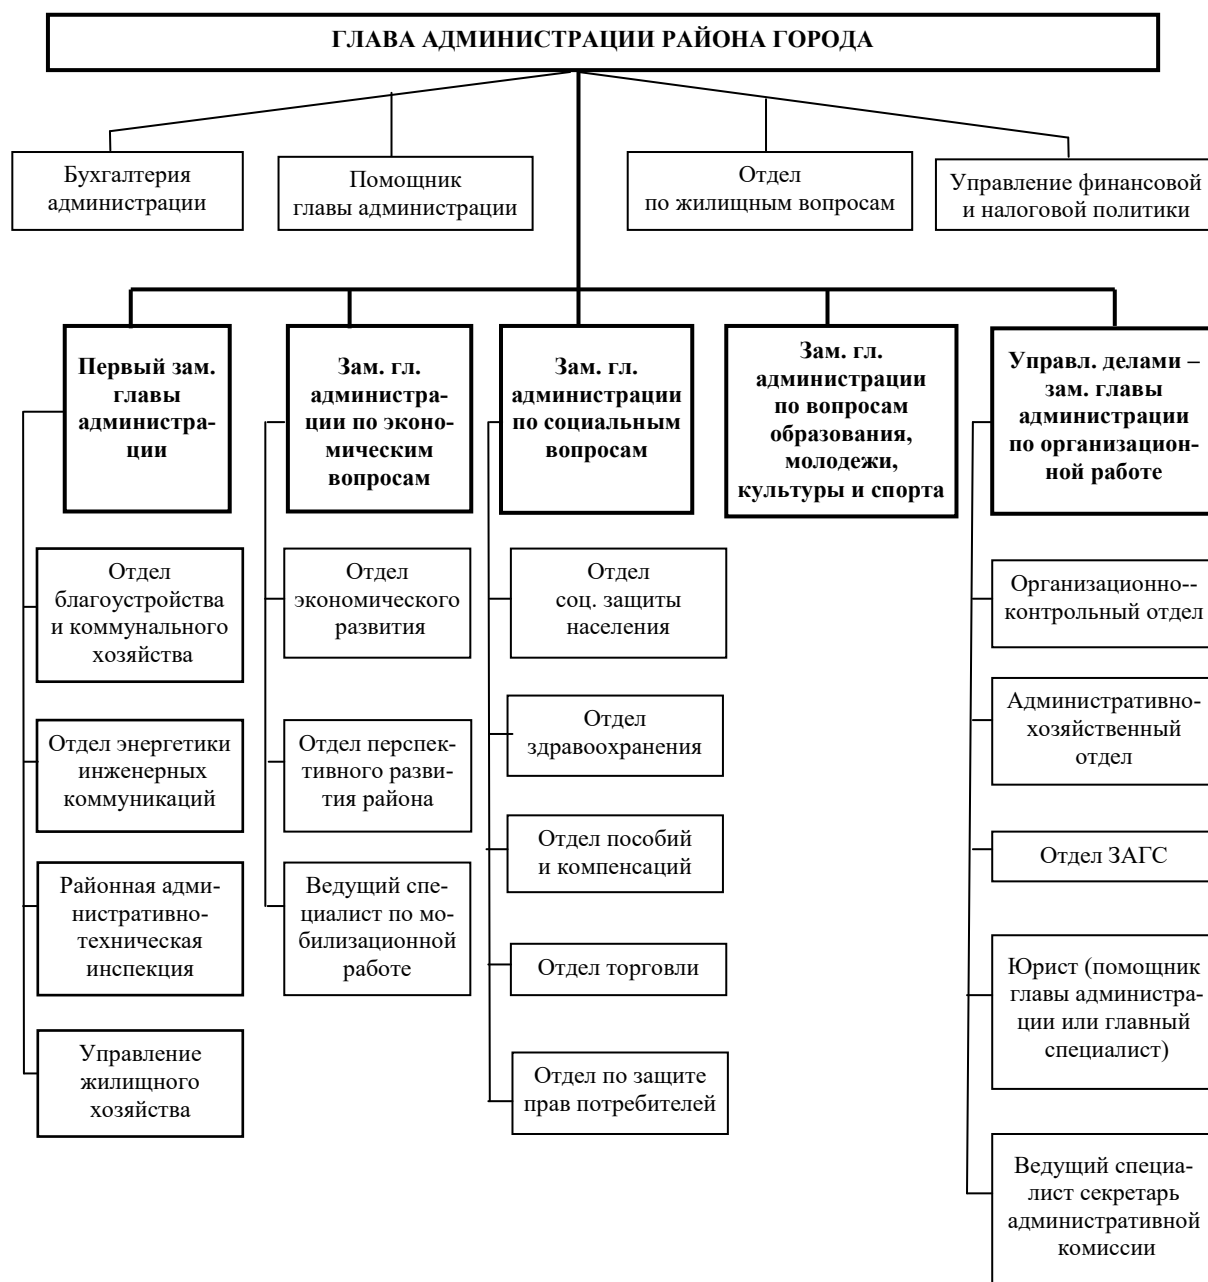 ГЛАВА АДМИНИСТРАЦИИ РАЙОНА ГОРОДА
Бухгалтерия
администрации
Помощник
главы администрации
Отдел
по жилищным вопросам
Управление финансовой
и налоговой политики
Первый зам.
главы
администра-
ции
Зам. гл.
администра-
ции по эконо-
мическим
вопросам
Зам. гл.
администрации
по социальным
вопросам
Зам. гл.
администрации
по вопросам
образования,
молодежи,
культуры и спорта
Управл. делами –
зам. главы
администрации
по организацион-
ной работе
Отдел
благоустройства
и коммунального
хозяйства
Отдел энергетики
инженерных
коммуникаций
Районная адми-
нистративно-
техническая
инспекция
Управление
жилищного
хозяйства
Отдел
экономического
развития
Отдел перспек-
тивного разви-
тия района
Ведущий спе-
циалист по мо-
билизационной
работе
Отдел
соц. защиты
населения
Отдел
здравоохранения
Отдел пособий
и компенсаций
Отдел торговли
Отдел по защите
прав потребителей
Организационно--
контрольный отдел
Административно-
хозяйственный
отдел
Отдел ЗАГС
Юрист (помощник
главы администра-
ции или главный
специалист)
Ведущий специа-
лист секретарь
административной
комиссии